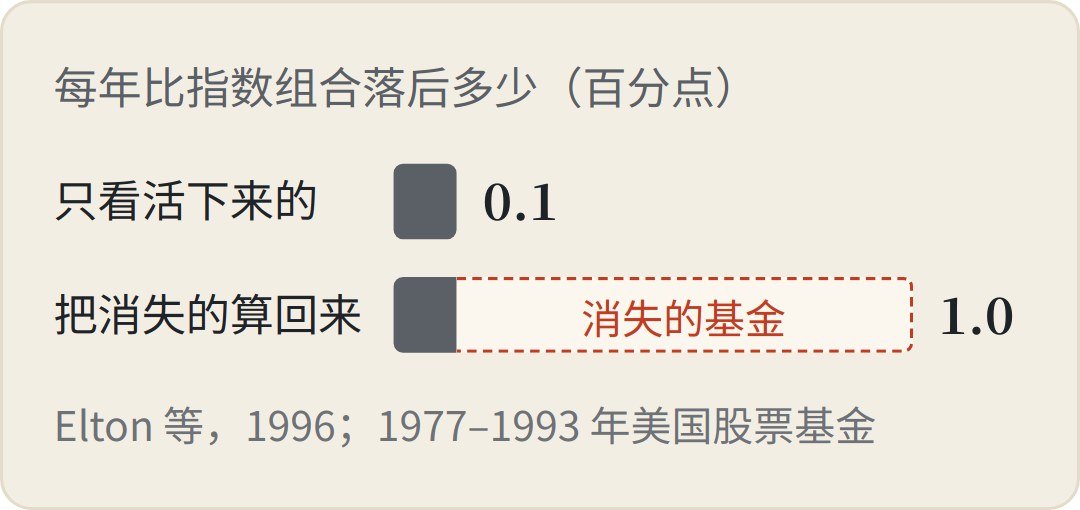 每年比指数组合落后多少（百分点）
只看活下来的 0.1
把消失的算回来 消失的基金 1.0
Elton 等，1996；1977–1993 年美国股票基金